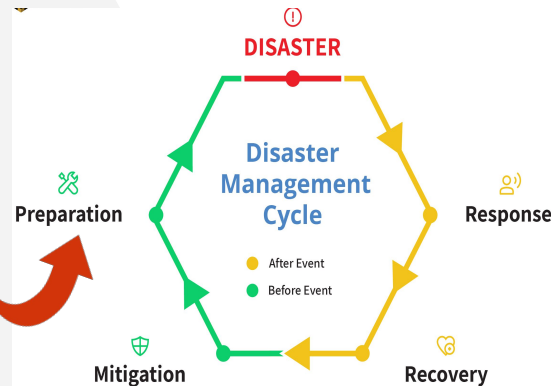 DISASTER
Disaster
Management
Cycle
Preparation
Response
After Event
Before Event
Mitigation
Recovery